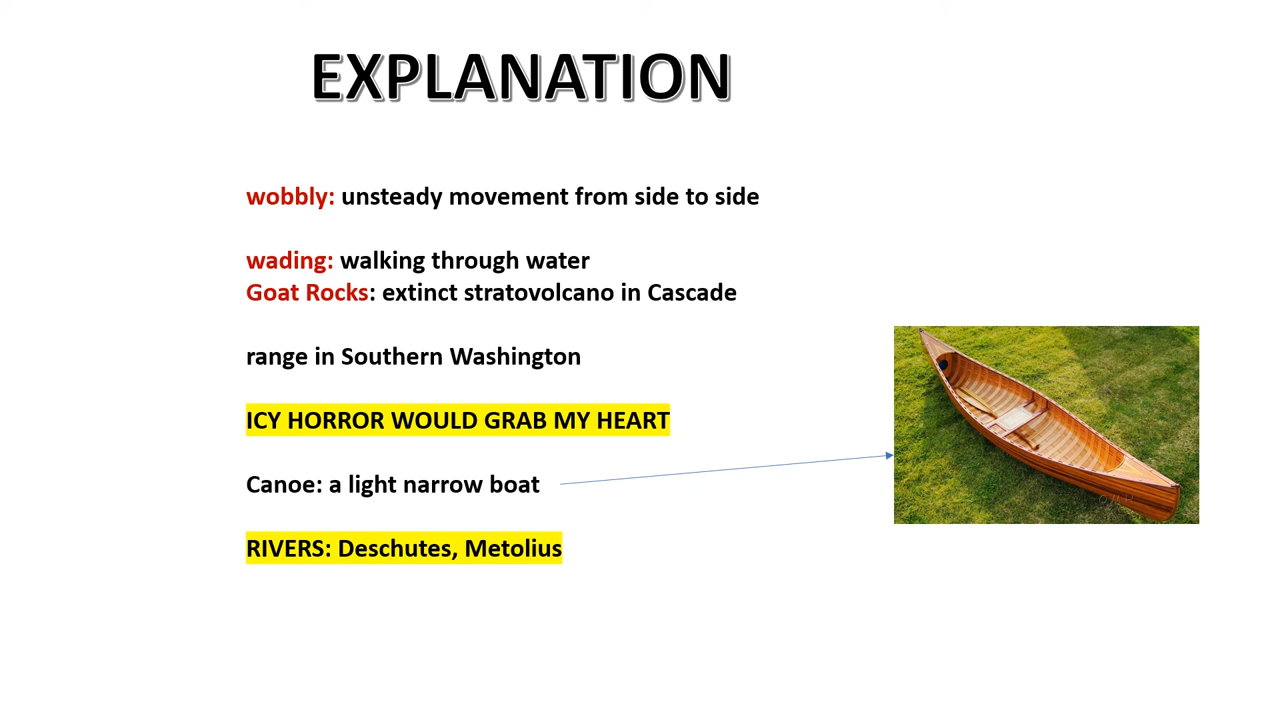 EXPLANATION
wobbly: unsteady movement from side to side
wading: walking through water
Goat Rocks: extinct stratovolcano in Cascade
range in Southern Washington
ICY HORROR WOULD GRAB MY HEART
Canoe: a light narrow boat
RIVERS: Deschutes, Metolius